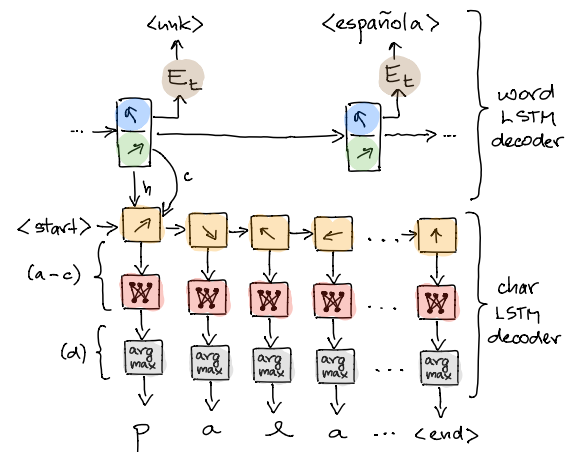 <unk> <española>
E_t E_t
word
LSTM
decoder
... ...
h c
<start> ...
(a-c) ...
char
LSTM
decoder
(d) arg max arg max arg max arg max ... arg max
p a l a ... <end>